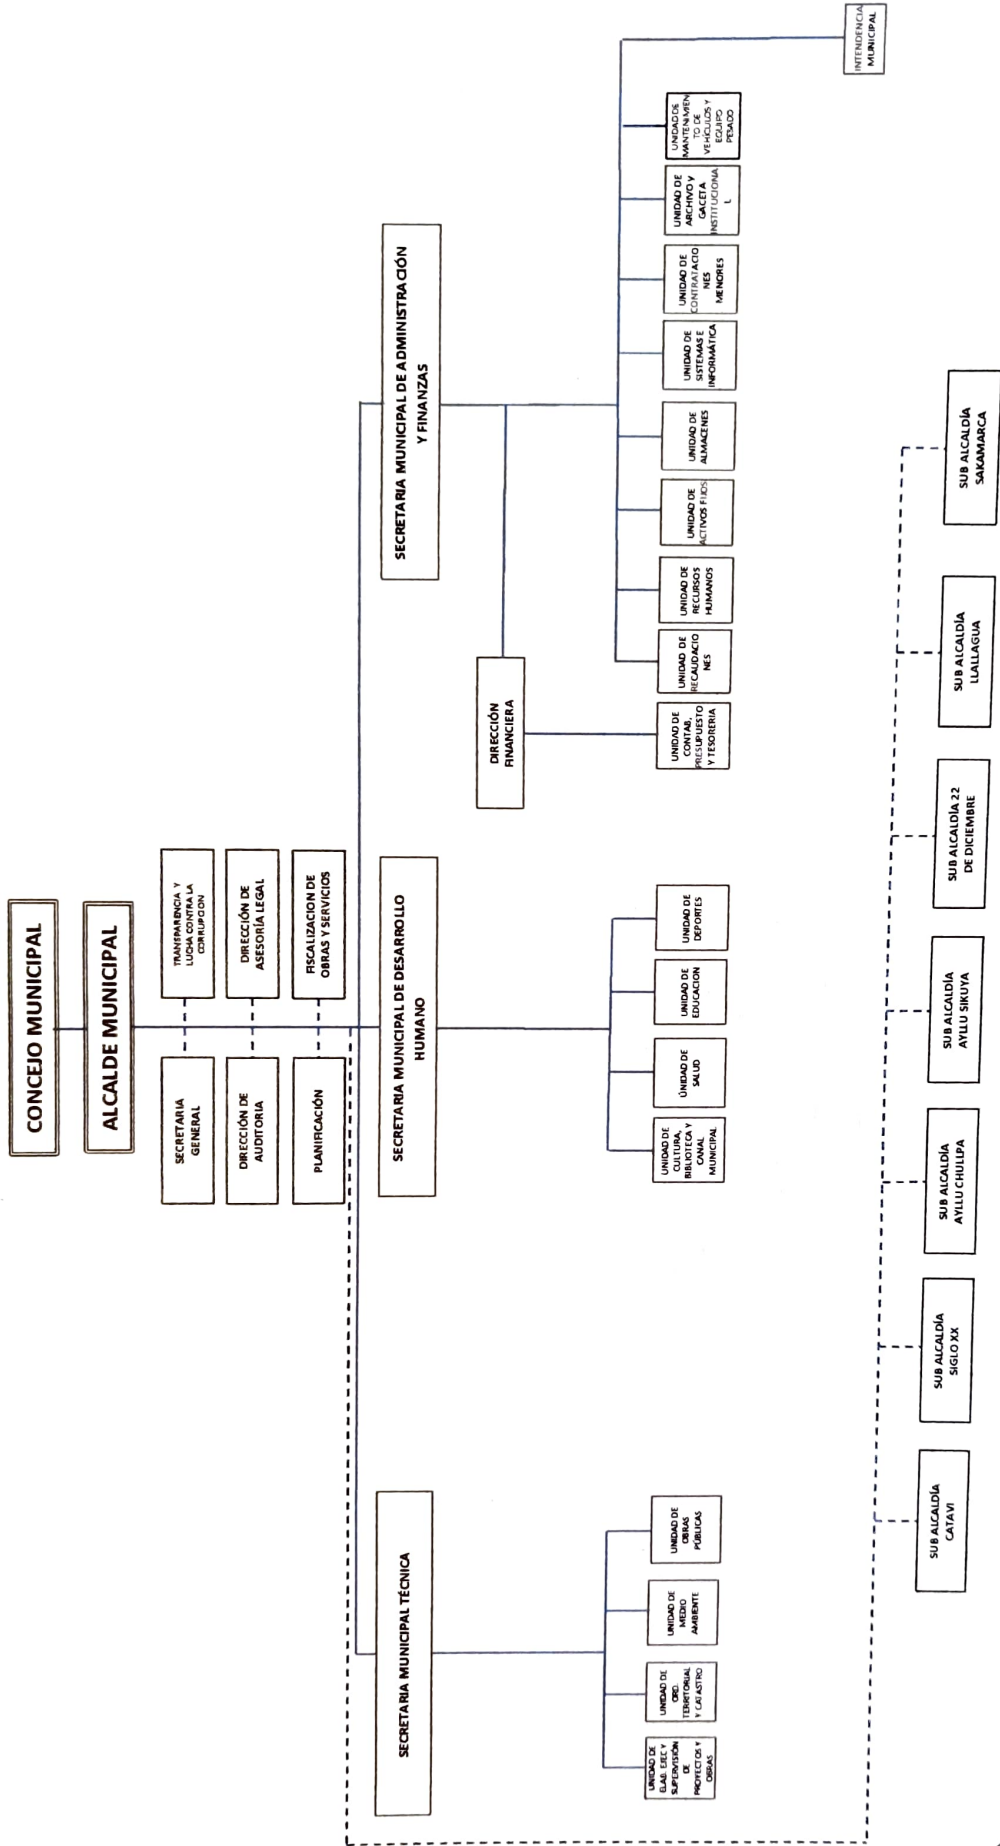 CONCEJO MUNICIPAL
ALCALDE MUNICIPAL
SECRETARIA
GENERAL
TRANSPARENCIA Y
LUCHA CONTRA LA
CORRUPCION
DIRECCIÓN DE
AUDITORIA
DIRECCIÓN DE
ASESORÍA LEGAL
PLANIFICACIÓN
FISCALIZACION DE
OBRAS Y SERVICIOS
SECRETARIA MUNICIPAL TÉCNICA
SECRETARIA MUNICIPAL DE DESARROLLO
HUMANO
SECRETARIA MUNICIPAL DE ADMINISTRACIÓN
Y FINANZAS
DIRECCIÓN
FINANCIERA
UNIDAD DE
ELAB. EJEC Y
SUPERVISIÓN
DE
PROYECTOS Y
OBRAS
UNIDAD DE
ORD.
TERRITORIAL
Y CATASTRO
UNIDAD DE
MEDIO
AMBIENTE
UNIDAD DE
OBRAS
PÚBLICAS
UNIDAD DE
CULTURA,
BIBLIOTECA Y
CANAL
MUNICIPAL
ÚNIDAD DE
SALUD
UNIDAD DE
EDUCACION
UNIDAD DE
DEPORTES
UNIDAD DE
CONTAB,
PRESUPUESTO
Y TESORERIA
UNIDAD DE
RECAUDACIO
NES
UNIDAD DE
RECURSOS
HUMANOS
UNIDAD DE
ACTIVOS FIJOS
UNIDAD DE
ALMACENES
UNIDAD DE
SISTEMAS E
INFORMÁTICA
UNIDAD DE
CONTRATACIO
NES
MENORES
UNIDAD DE
ARCHIVO Y
GACETA
INSTITUCIONA
L
UNIDAD DE
MANTENIMIEN
TO DE
VEHÍCULOS Y
EQUIPO
PESADO
INTENDENCIA
MUNICIPAL
SUB ALCALDÍA
CATAVI
SUB ALCALDÍA
SIGLO XX
SUB ALCALDÍA
AYLLU CHULLPA
SUB ALCALDÍA
AYLLU SIKUYA
SUB ALCALDÍA 22
DE DICIEMBRE
SUB ALCALDÍA
LLALLAGUA
SUB ALCALDÍA
SAKAMARCA